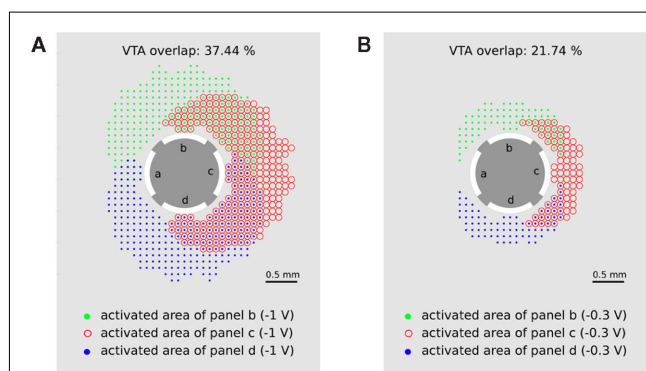 A
VTA overlap: 37.44 %
b
a
c
d
0.5 mm
activated area of panel b (-1 V)
activated area of panel c (-1 V)
activated area of panel d (-1 V)
B
VTA overlap: 21.74 %
b
a
c
d
0.5 mm
activated area of panel b (-0.3 V)
activated area of panel c (-0.3 V)
activated area of panel d (-0.3 V)